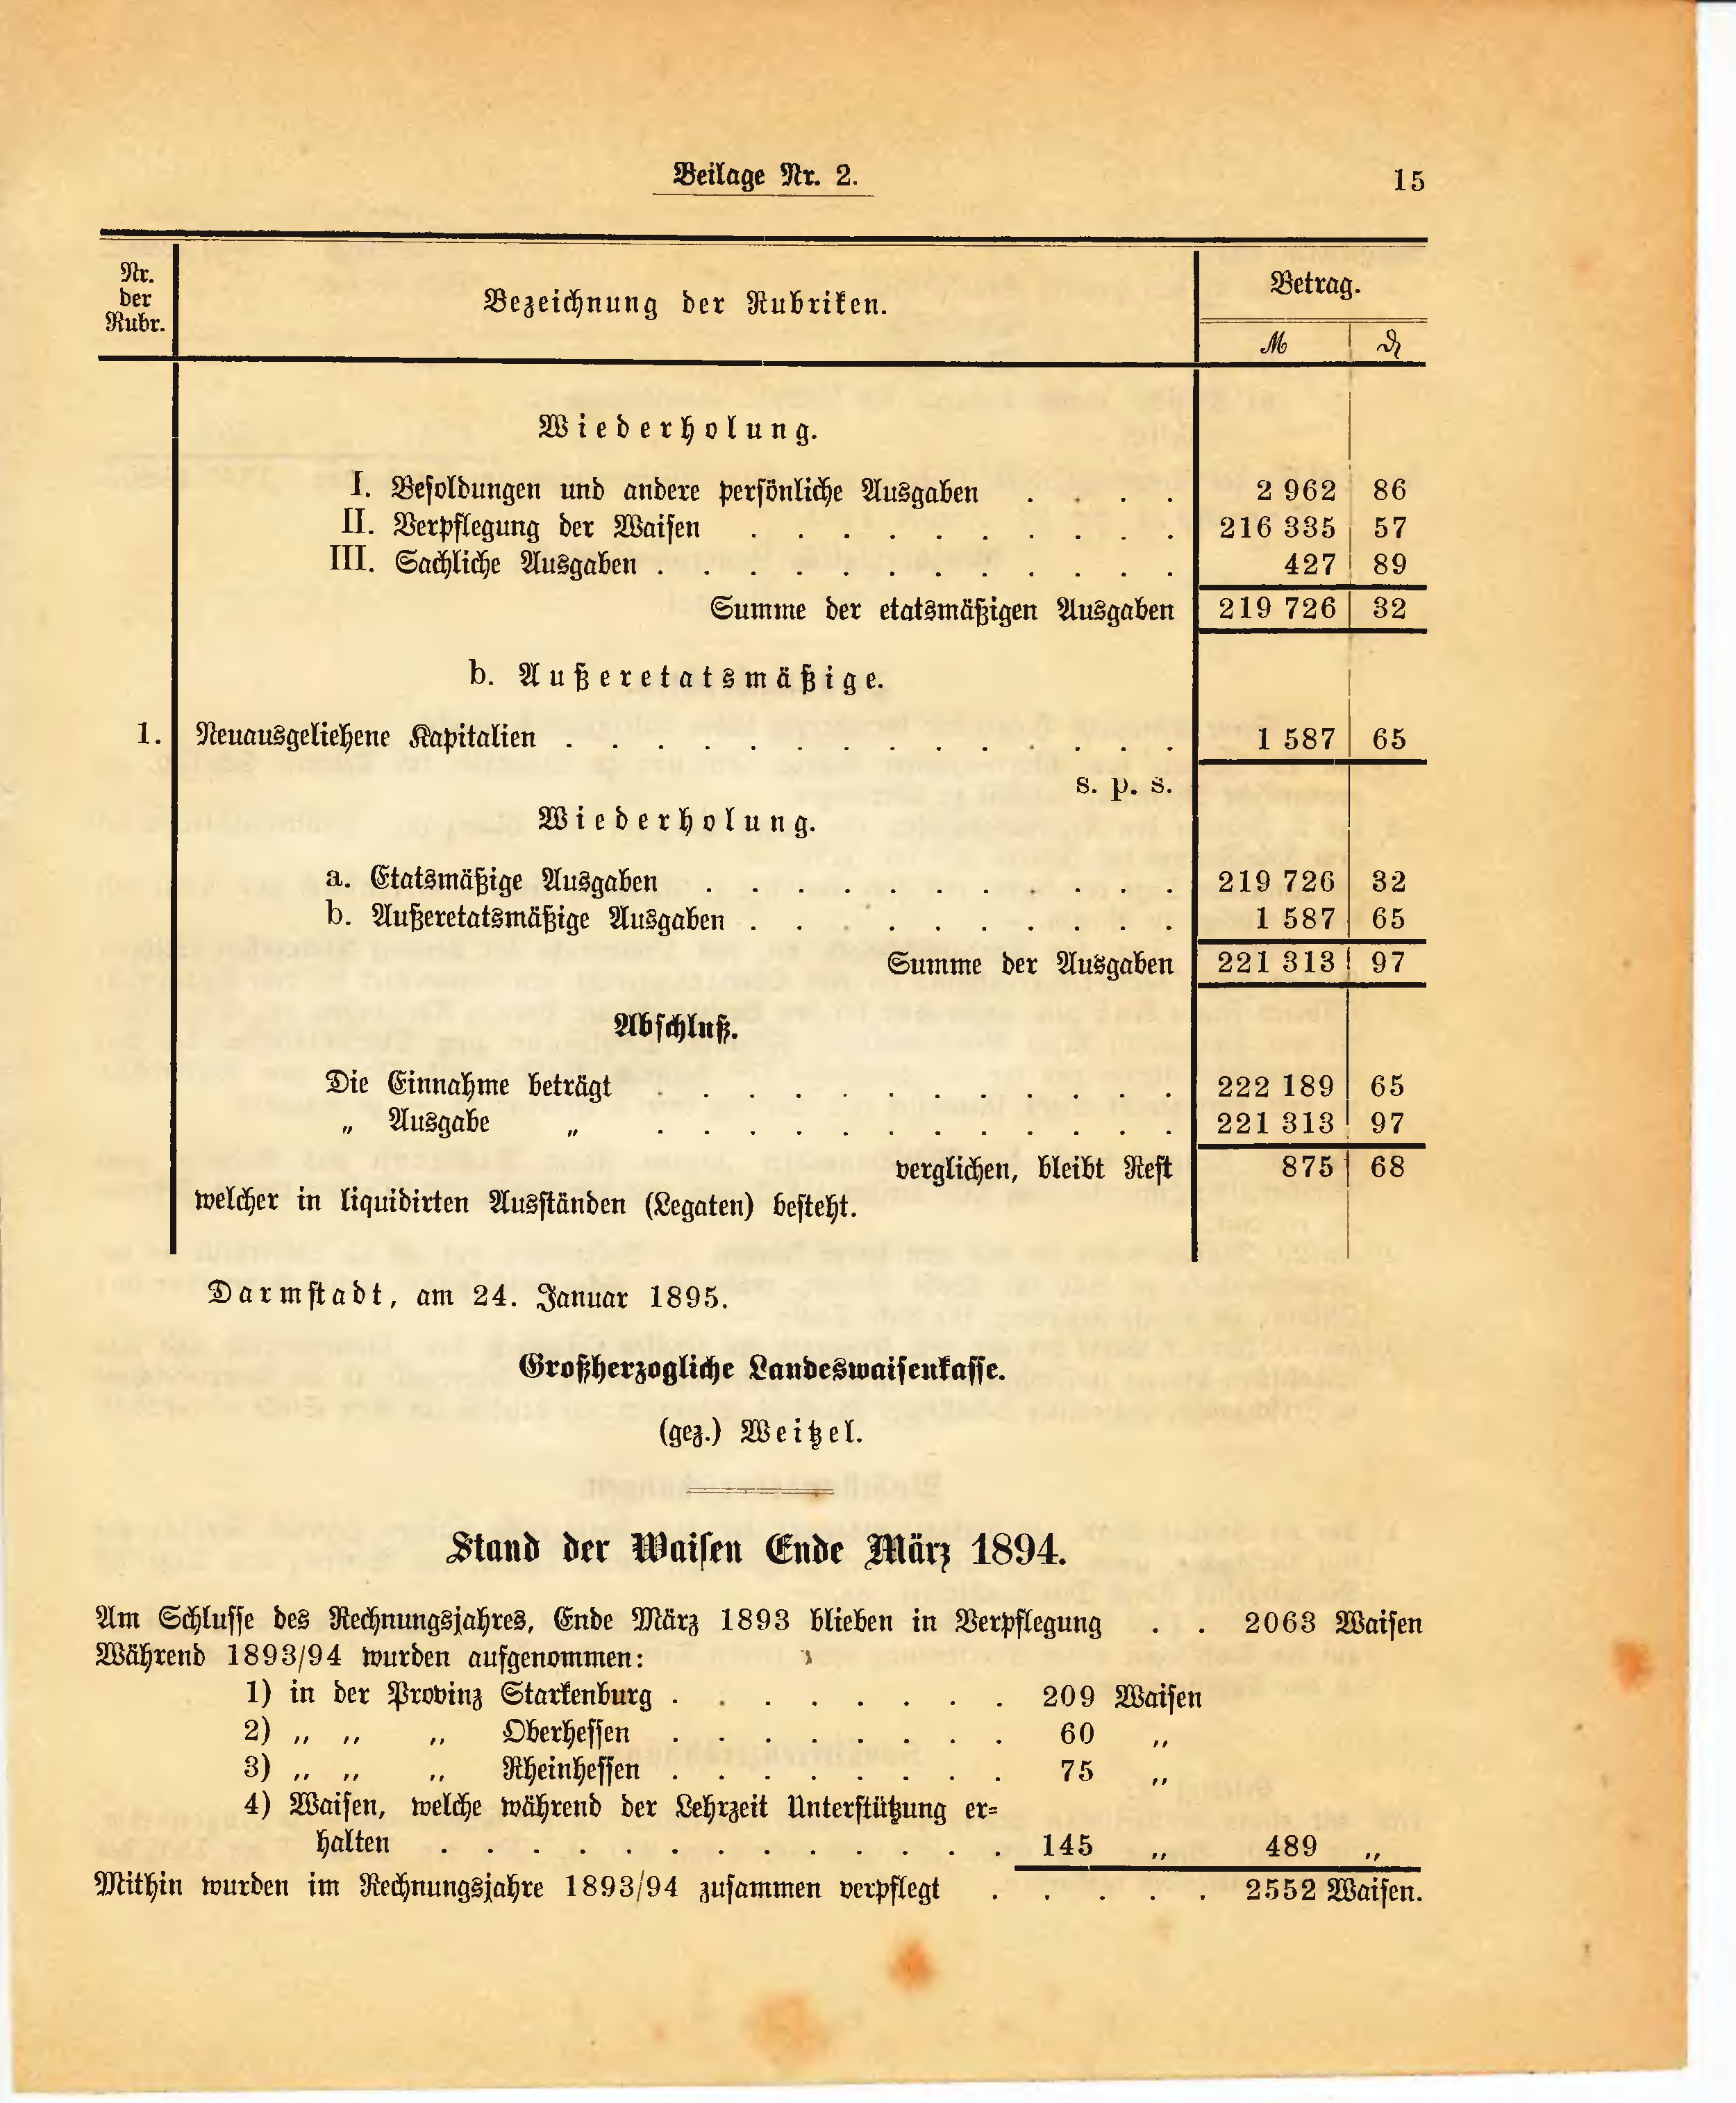 Beilage Nr. 2.
15
Nr.
der
Rubr.
Bezeichnung der Rubriken.
Betrag.
ℳ ₰
Wiederholung.
I. Besoldungen und andere persönliche Ausgaben . . . . 2 962 86
II. Verpflegung der Waisen . . . . . . . . . . 216 335 57
III. Sachliche Ausgaben . . . . . . . . . . . . 427 89
Summe der etatsmäßigen Ausgaben 219 726 32
b. Außeretatsmäßige.
1. Neuausgeliehene Kapitalien . . . . . . . . . . . . . . 1 587 65
s. p. s.
Wiederholung.
a. Etatsmäßige Ausgaben . . . . . . . . . . . 219 726 32
b. Außeretatsmäßige Ausgaben . . . . . . . . . . 1 587 65
Summe der Ausgaben 221 313 97
Abschluß.
Die Einnahme beträgt . . . . . . . . . . . . 222 189 65
„ Ausgabe „ . . . . . . . . . . . . 221 313 97
verglichen, bleibt Rest 875 68
welcher in liquidirten Ausständen (Legaten) besteht.
Darmstadt, am 24. Januar 1895.
Großherzogliche Landeswaisenkasse.
(gez.) Weitzel.
Stand der Waisen Ende März 1894.
Am Schlusse des Rechnungsjahres, Ende März 1893 blieben in Verpflegung . . 2063 Waisen
Während 1893/94 wurden aufgenommen:
1) in der Provinz Starkenburg . . . . . . . . 209 Waisen
2) „ „ „ Oberhessen . . . . . . . . 60 „
3) „ „ „ Rheinhessen . . . . . . . . 75 „
4) Waisen, welche während der Lehrzeit Unterstützung er=
halten . . . . . . . . . . . . . 145 „ 489 „
Mithin wurden im Rechnungsjahre 1893/94 zusammen verpflegt . . . . . 2552 Waisen.